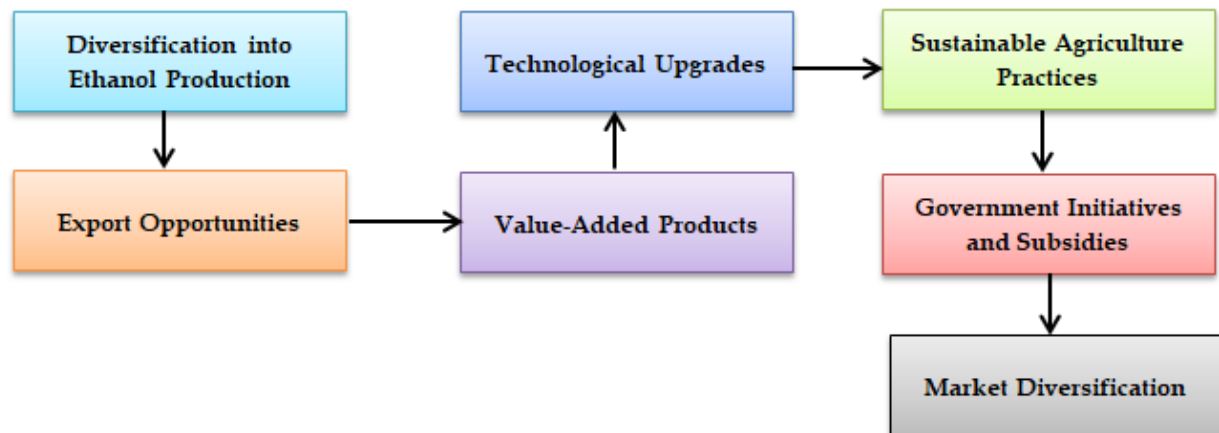 Diversification into
Ethanol Production
Export Opportunities
Value-Added Products
Technological Upgrades
Sustainable Agriculture
Practices
Government Initiatives
and Subsidies
Market Diversification